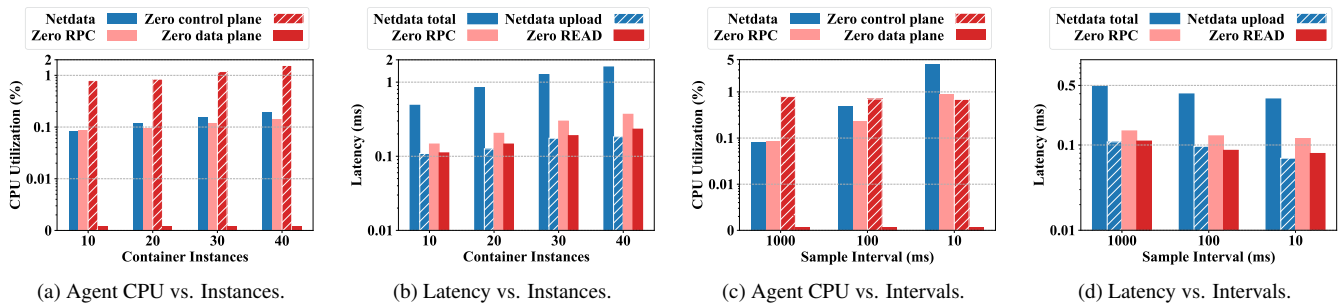 Netdata Zero control plane
Zero RPC Zero data plane
CPU Utilization (%)
2
1
0.1
0.01
0
10 20 30 40
Container Instances
(a) Agent CPU vs. Instances.
Netdata total Netdata upload
Zero RPC Zero READ
Latency (ms)
2
1
0.1
0.01
10 20 30 40
Container Instances
(b) Latency vs. Instances.
Netdata Zero control plane
Zero RPC Zero data plane
CPU Utilization (%)
5
1
0.1
0.01
0
1000 100 10
Sample Interval (ms)
(c) Agent CPU vs. Intervals.
Netdata total Netdata upload
Zero RPC Zero READ
Latency (ms)
0.5
0.1
0.01
1000 100 10
Sample Interval (ms)
(d) Latency vs. Intervals.